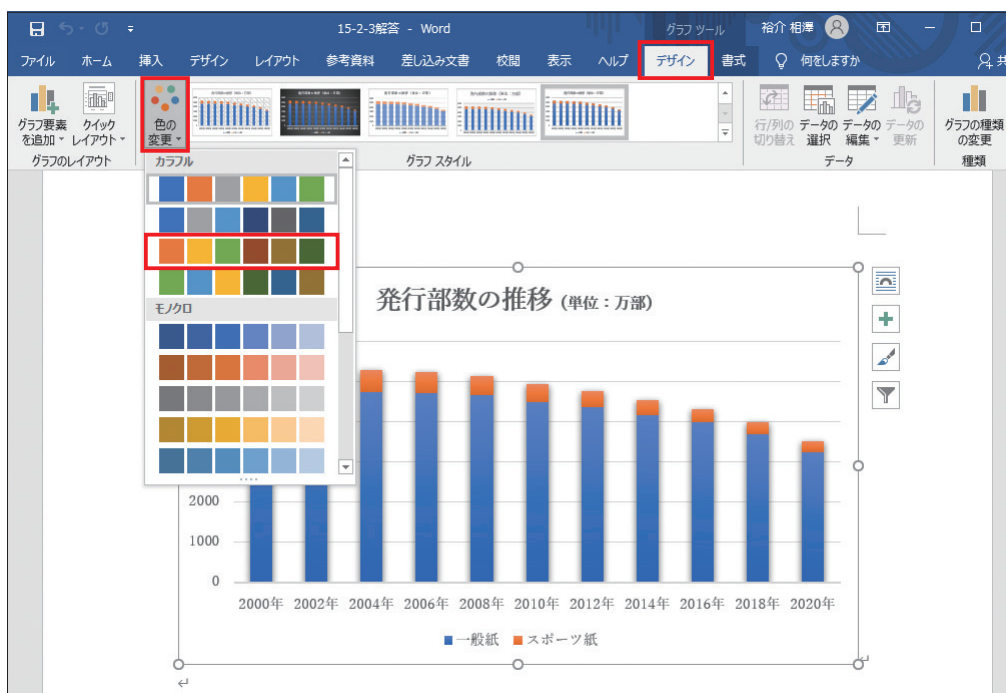 15-2-3解答 - Word
グラフ ツール
裕介 相澤
ファイル ホーム 挿入 デザイン レイアウト 参考資料 差し込み文書 校閲 表示 ヘルプ デザイン 書式 何をしますか 共
グラフ要素を追加
クイックレイアウト
色の変更
行/列の切り替え
データの選択
データの編集
データの更新
グラフの種類の変更
グラフのレイアウト
グラフ スタイル
データ
種類
カラフル
モノクロ
発行部数の推移 (単位：万部)
2000
1000
0
2000年 2002年 2004年 2006年 2008年 2010年 2012年 2014年 2016年 2018年 2020年
一般紙 スポーツ紙